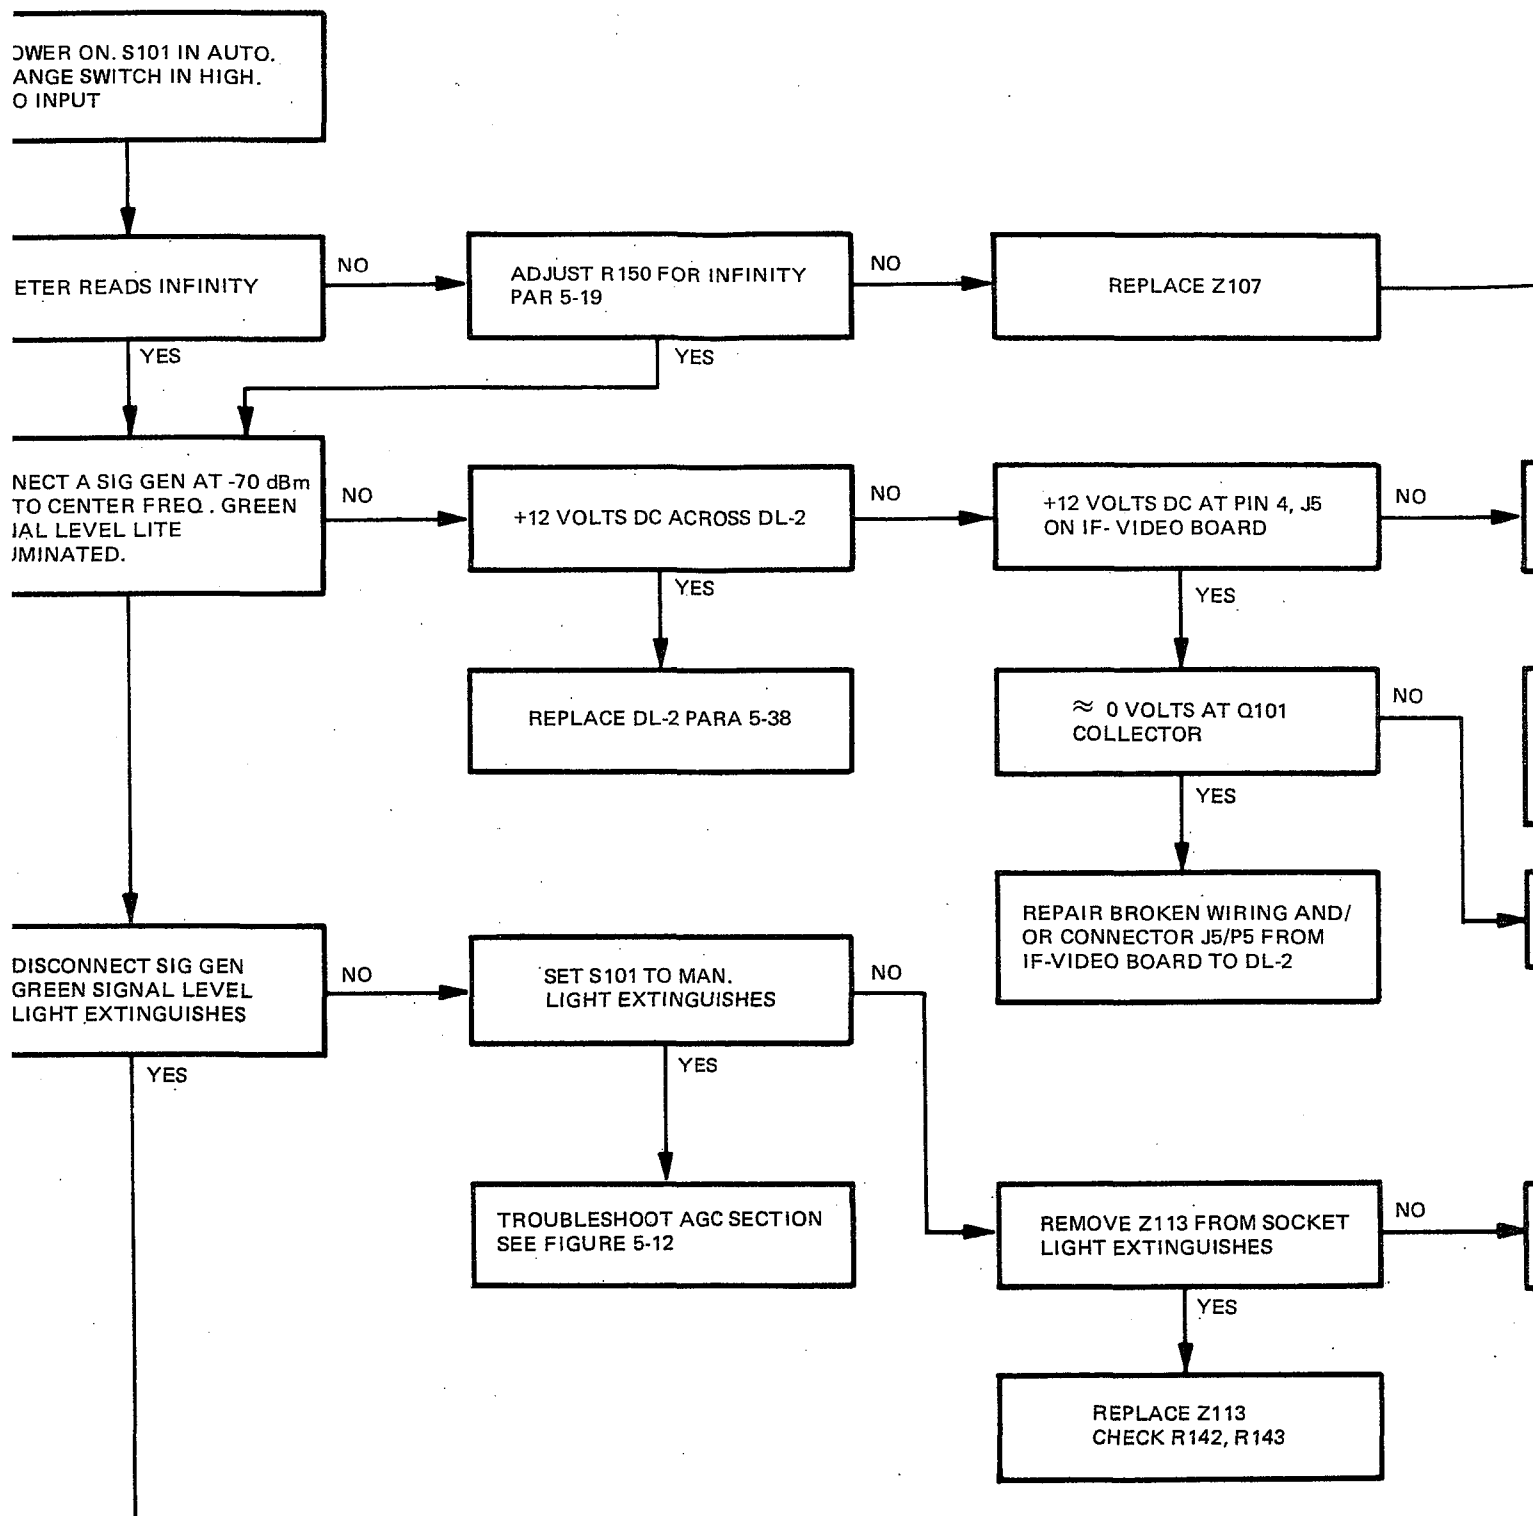 OWER ON. S101 IN AUTO.
ANGE SWITCH IN HIGH.
O INPUT
ETER READS INFINITY
NO
ADJUST R150 FOR INFINITY
PAR 5-19
NO
REPLACE Z107
YES
YES
NECT A SIG GEN AT -70 dBm
TO CENTER FREQ. GREEN
NAL LEVEL LITE
UMINATED.
NO
+12 VOLTS DC ACROSS DL-2
NO
+12 VOLTS DC AT PIN 4, J5
ON IF- VIDEO BOARD
NO
YES
YES
REPLACE DL-2 PARA 5-38
≈ 0 VOLTS AT Q101
COLLECTOR
NO
YES
REPAIR BROKEN WIRING AND/
OR CONNECTOR J5/P5 FROM
IF-VIDEO BOARD TO DL-2
DISCONNECT SIG GEN
GREEN SIGNAL LEVEL
LIGHT EXTINGUISHES
NO
SET S101 TO MAN.
LIGHT EXTINGUISHES
NO
YES
YES
TROUBLESHOOT AGC SECTION
SEE FIGURE 5-12
REMOVE Z113 FROM SOCKET
LIGHT EXTINGUISHES
NO
YES
REPLACE Z113
CHECK R142, R143